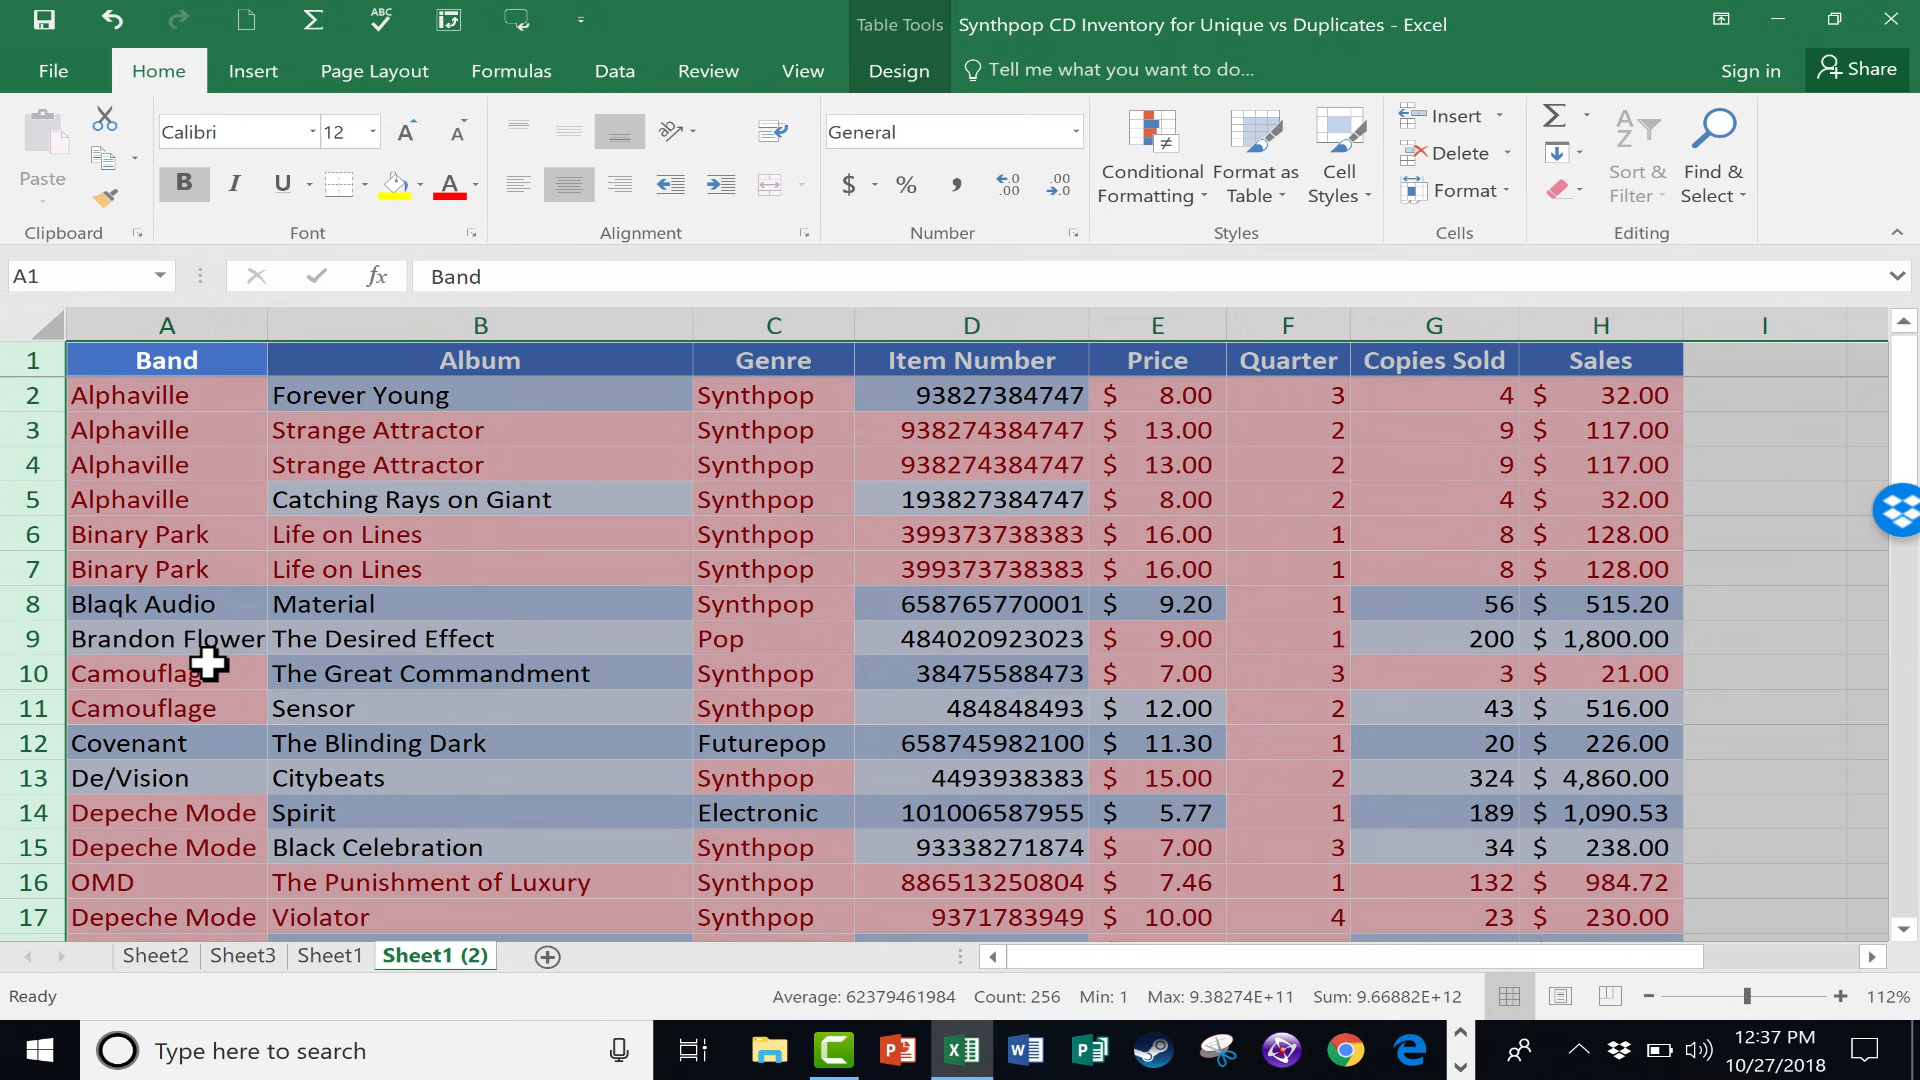 Table Tools
Synthpop CD Inventory for Unique vs Duplicates - Excel
File Home Insert Page Layout Formulas Data Review View Design Tell me what you want to do... Sign in Share
Calibri 12 General
Paste
Conditional Formatting
Format as Table
Cell Styles
Insert
Delete
Format
Sort & Filter
Find & Select
Clipboard Font Alignment Number Styles Cells Editing
A1 fx Band
A B C D E F G H I
1 Band Album Genre Item Number Price Quarter Copies Sold Sales
2 Alphaville Forever Young Synthpop 93827384747 $ 8.00 3 4 $ 32.00
3 Alphaville Strange Attractor Synthpop 938274384747 $ 13.00 2 9 $ 117.00
4 Alphaville Strange Attractor Synthpop 938274384747 $ 13.00 2 9 $ 117.00
5 Alphaville Catching Rays on Giant Synthpop 193827384747 $ 8.00 2 4 $ 32.00
6 Binary Park Life on Lines Synthpop 399373738383 $ 16.00 1 8 $ 128.00
7 Binary Park Life on Lines Synthpop 399373738383 $ 16.00 1 8 $ 128.00
8 Blaqk Audio Material Synthpop 658765770001 $ 9.20 1 56 $ 515.20
9 Brandon Flower The Desired Effect Pop 484020923023 $ 9.00 1 200 $ 1,800.00
10 Camouflage The Great Commandment Synthpop 38475588473 $ 7.00 3 3 $ 21.00
11 Camouflage Sensor Synthpop 484848493 $ 12.00 2 43 $ 516.00
12 Covenant The Blinding Dark Futurepop 658745982100 $ 11.30 1 20 $ 226.00
13 De/Vision Citybeats Synthpop 4493938383 $ 15.00 2 324 $ 4,860.00
14 Depeche Mode Spirit Electronic 101006587955 $ 5.77 1 189 $ 1,090.53
15 Depeche Mode Black Celebration Synthpop 93338271874 $ 7.00 3 34 $ 238.00
16 OMD The Punishment of Luxury Synthpop 886513250804 $ 7.46 1 132 $ 984.72
17 Depeche Mode Violator Synthpop 9371783949 $ 10.00 4 23 $ 230.00
Sheet2 Sheet3 Sheet1 Sheet1 (2)
Ready Average: 62379461984 Count: 256 Min: 1 Max: 9.38274E+11 Sum: 9.66882E+12 112%
Type here to search
12:37 PM
10/27/2018